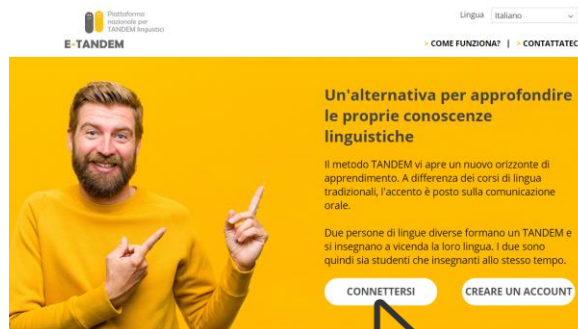 Piattaforma
nazionale per
TANDEM linguistici
E-TANDEM
Lingua Italiano
> COME FUNZIONA? | > CONTATTATEC
Un'alternativa per approfondire
le proprie conoscenze
linguistiche
Il metodo TANDEM vi apre un nuovo orizzonte di
apprendimento. A differenza dei corsi di lingua
tradizionali, l'accento è posto sulla comunicazione
orale.
Due persone di lingue diverse formano un TANDEM e
si insegnano a vicenda la loro lingua. I due sono
quindi sia studenti che insegnanti allo stesso tempo.
CONNETTERSI
CREARE UN ACCOUNT